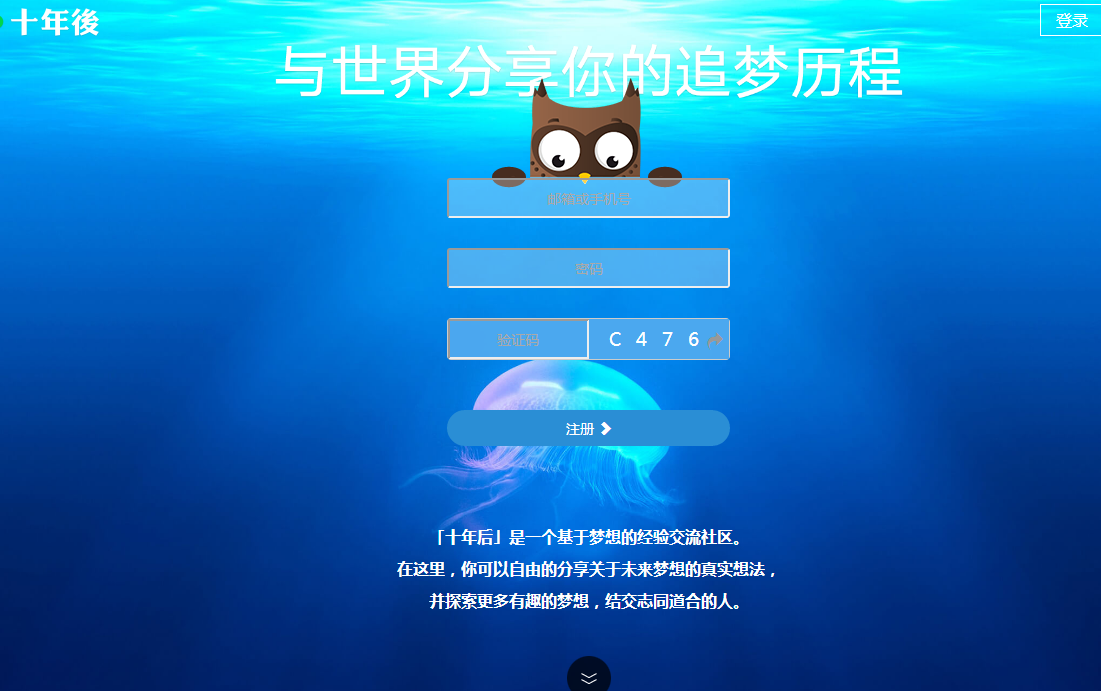 十年後
登录
与世界分享你的追梦历程
邮箱或手机号
密码
验证码
C 4 7 6
注册
「十年后」是一个基于梦想的经验交流社区。
在这里，你可以自由的分享关于未来梦想的真实想法，
并探索更多有趣的梦想，结交志同道合的人。